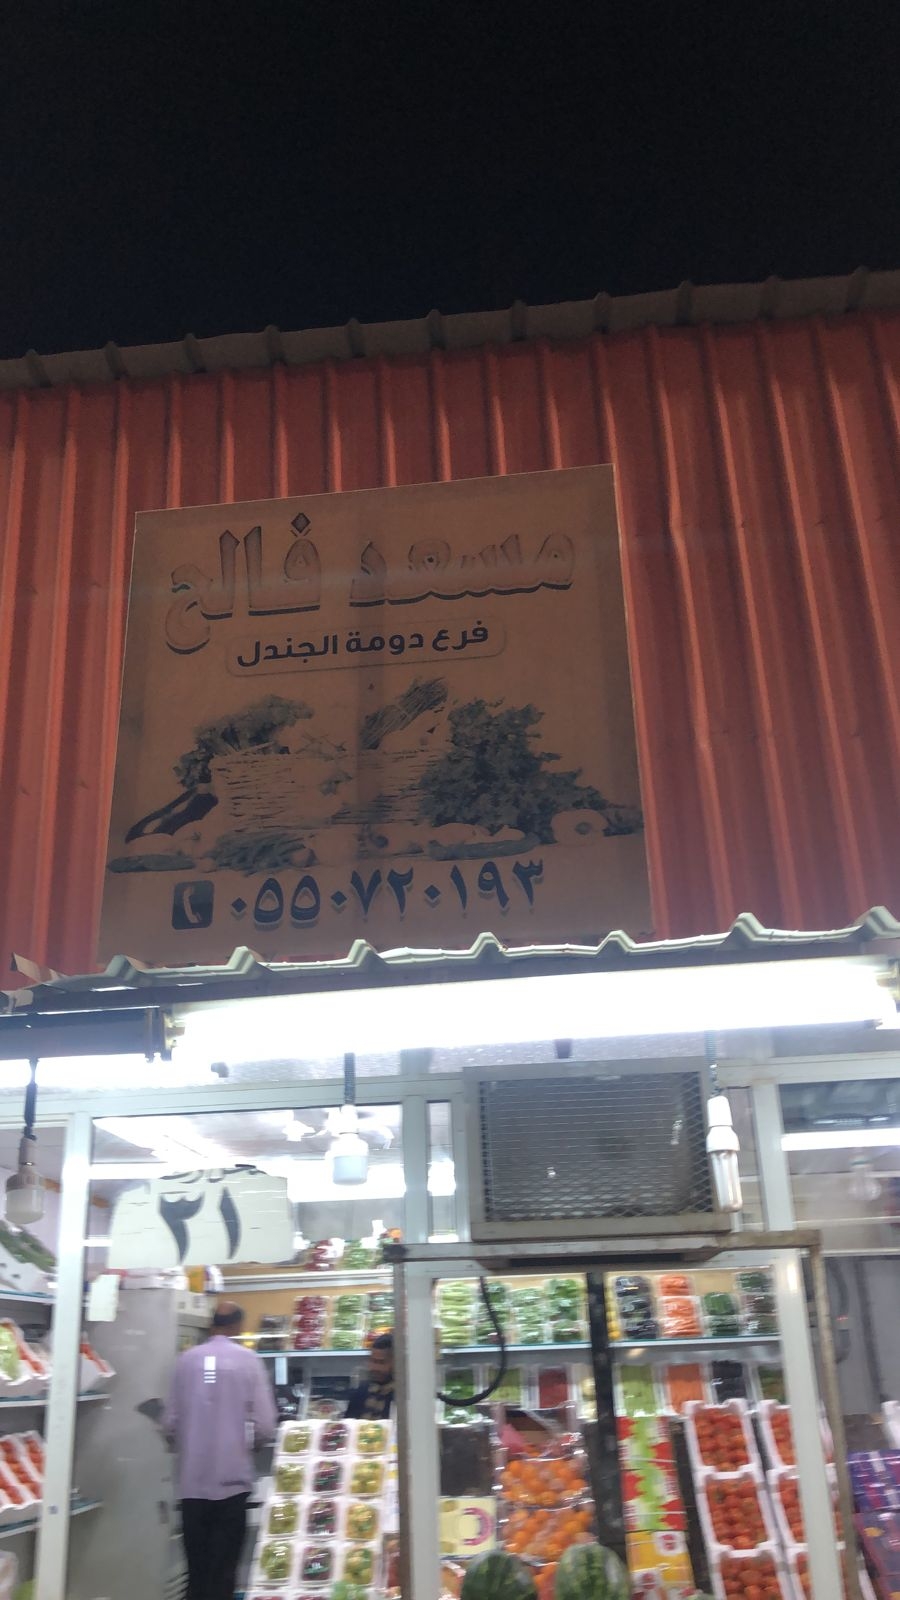 مسعد فالح
فرع دومة الجندل
٠٥٥٠٧٢٠١٩٣
٣١